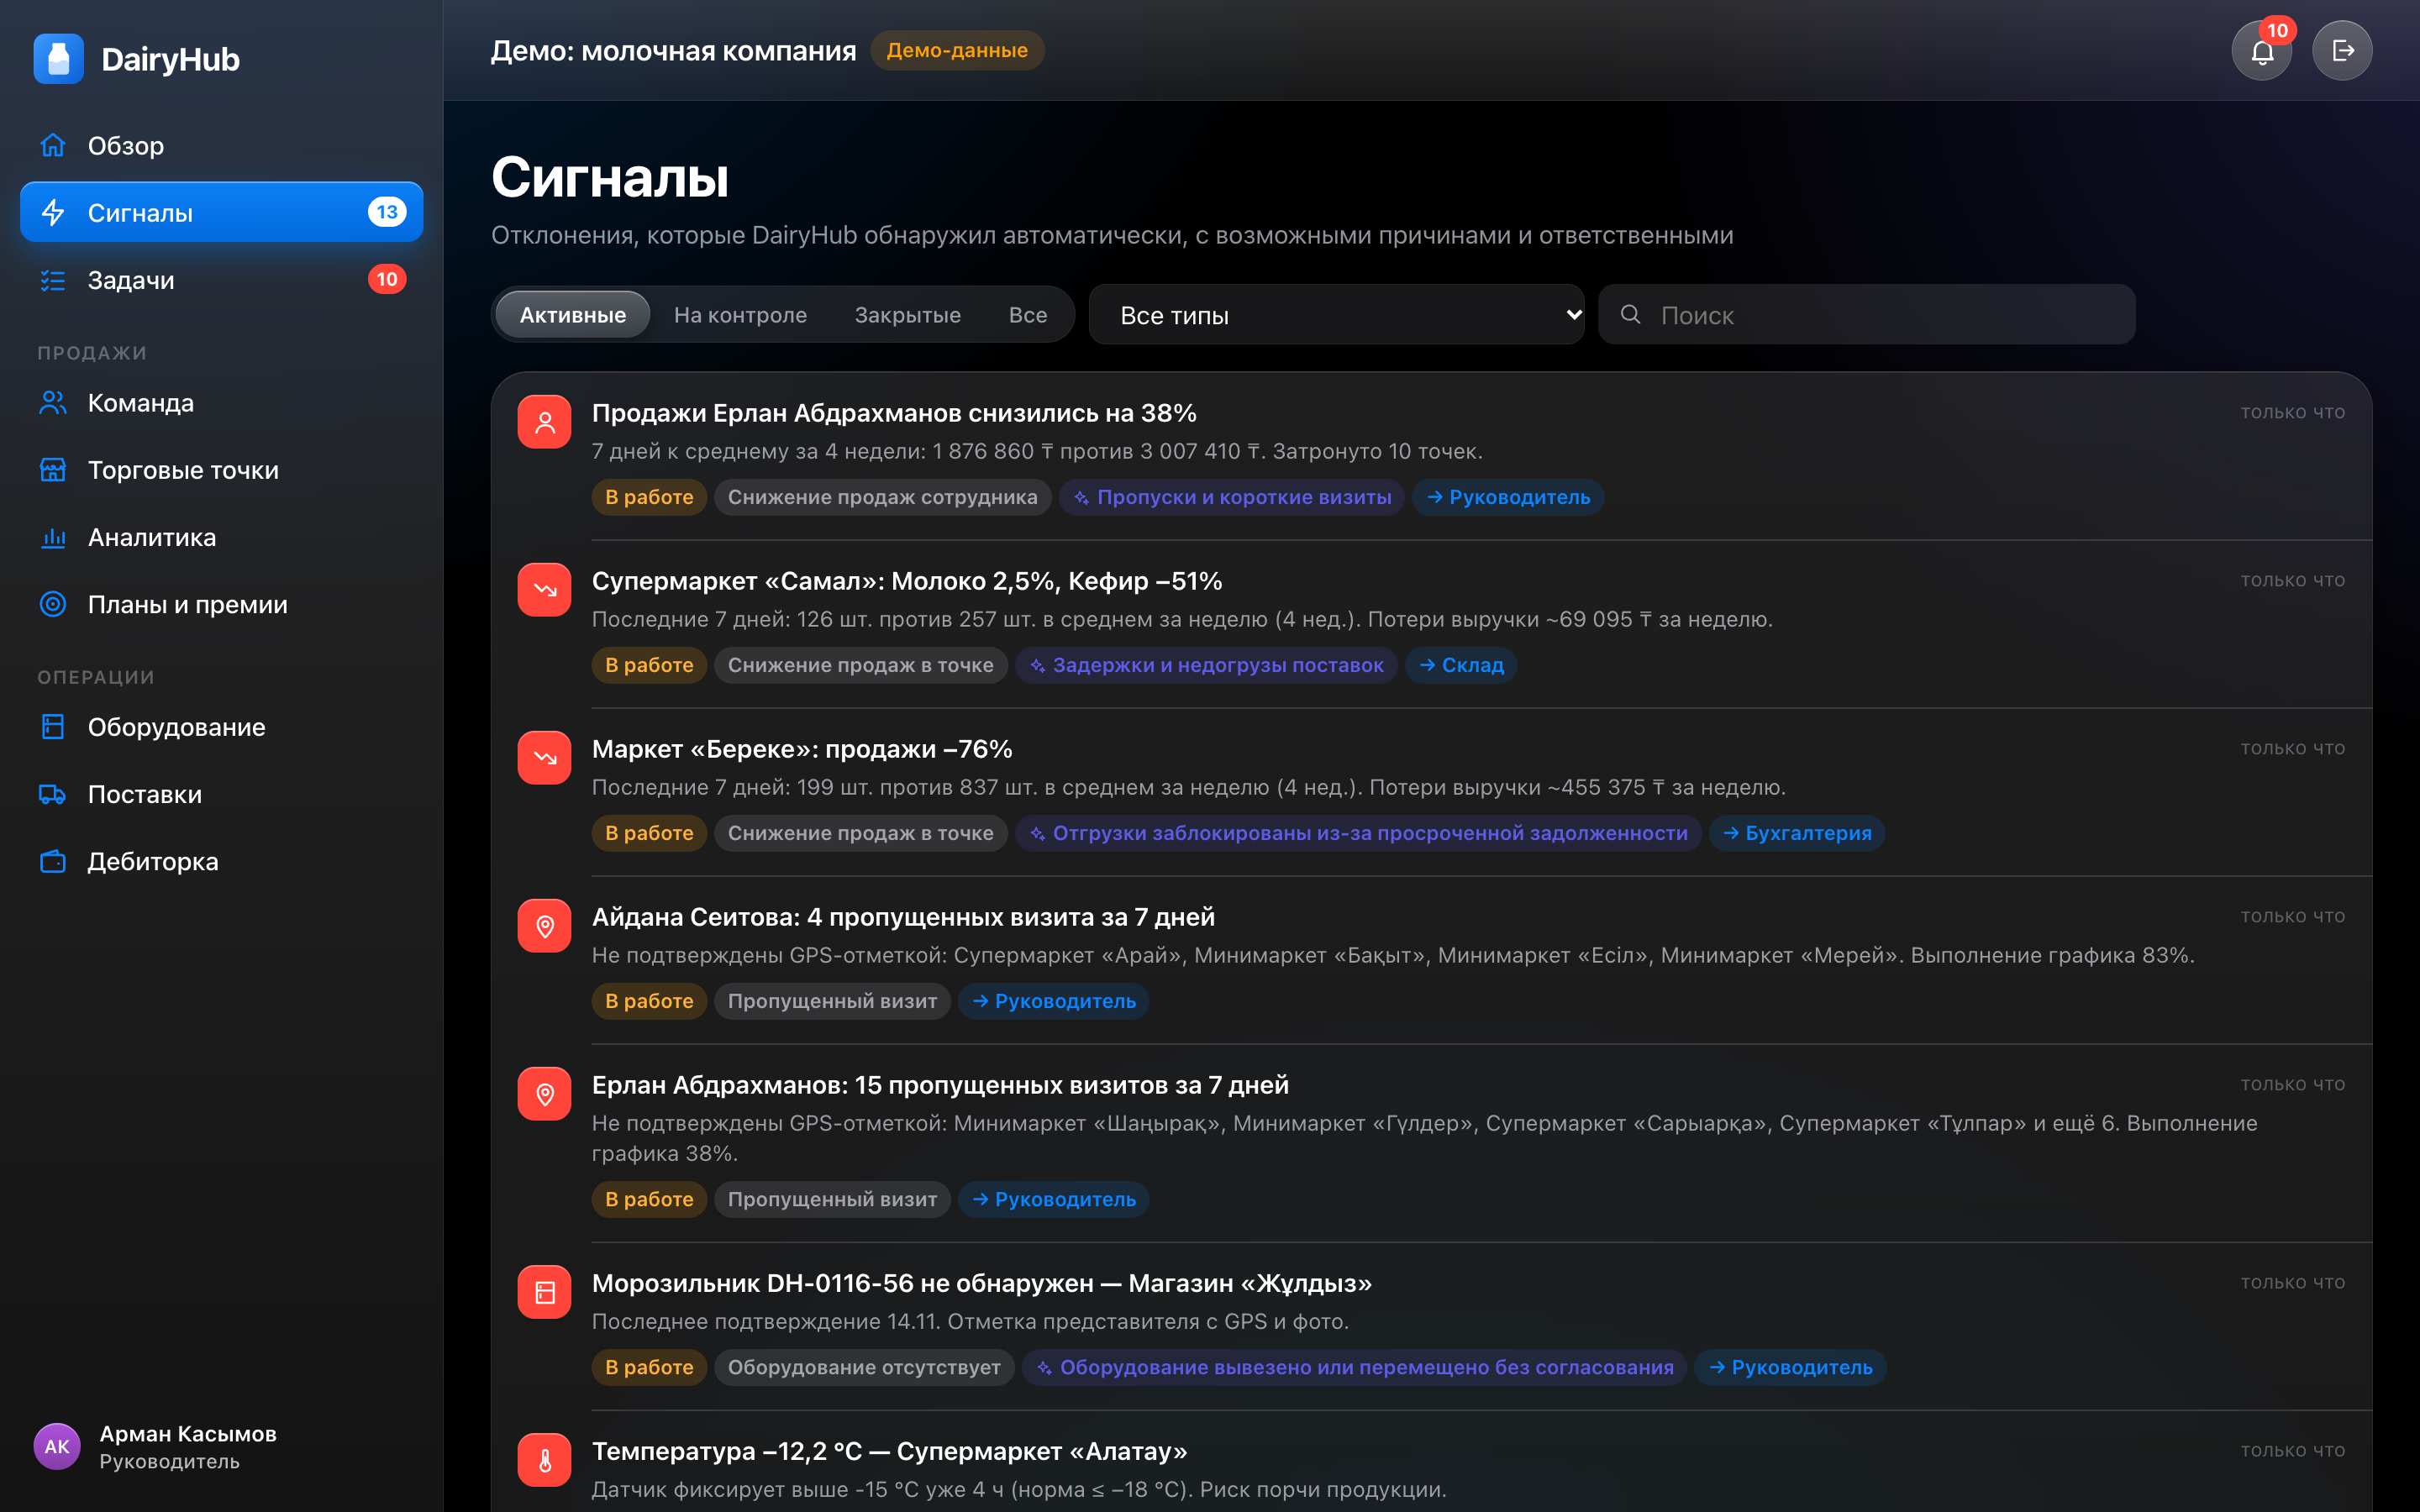 DairyHub
Обзор
Сигналы 13
Задачи 10
ПРОДАЖИ
Команда
Торговые точки
Аналитика
Планы и премии
ОПЕРАЦИИ
Оборудование
Поставки
Дебиторка
АК
Арман Касымов
Руководитель
Демо: молочная компания Демо-данные
10
Сигналы
Отклонения, которые DairyHub обнаружил автоматически, с возможными причинами и ответственными
Активные На контроле Закрытые Все Все типы Поиск
Продажи Ерлан Абдрахманов снизились на 38% только что
7 дней к среднему за 4 недели: 1 876 860 ₸ против 3 007 410 ₸. Затронуто 10 точек.
В работе Снижение продаж сотрудника Пропуски и короткие визиты → Руководитель
Супермаркет «Самал»: Молоко 2,5%, Кефир −51% только что
Последние 7 дней: 126 шт. против 257 шт. в среднем за неделю (4 нед.). Потери выручки ~69 095 ₸ за неделю.
В работе Снижение продаж в точке Задержки и недогрузы поставок → Склад
Маркет «Береке»: продажи −76% только что
Последние 7 дней: 199 шт. против 837 шт. в среднем за неделю (4 нед.). Потери выручки ~455 375 ₸ за неделю.
В работе Снижение продаж в точке Отгрузки заблокированы из-за просроченной задолженности → Бухгалтерия
Айдана Сеитова: 4 пропущенных визита за 7 дней только что
Не подтверждены GPS-отметкой: Супермаркет «Арай», Минимаркет «Бақыт», Минимаркет «Есіл», Минимаркет «Мерей». Выполнение графика 83%.
В работе Пропущенный визит → Руководитель
Ерлан Абдрахманов: 15 пропущенных визитов за 7 дней только что
Не подтверждены GPS-отметкой: Минимаркет «Шаңырақ», Минимаркет «Гүлдер», Супермаркет «Сарыарқа», Супермаркет «Тұлпар» и ещё 6. Выполнение
графика 38%.
В работе Пропущенный визит → Руководитель
Морозильник DH-0116-56 не обнаружен — Магазин «Жұлдыз» только что
Последнее подтверждение 14.11. Отметка представителя с GPS и фото.
В работе Оборудование отсутствует Оборудование вывезено или перемещено без согласования → Руководитель
Температура −12,2 °C — Супермаркет «Алатау» только что
Датчик фиксирует выше -15 °C уже 4 ч (норма ≤ −18 °C). Риск порчи продукции.